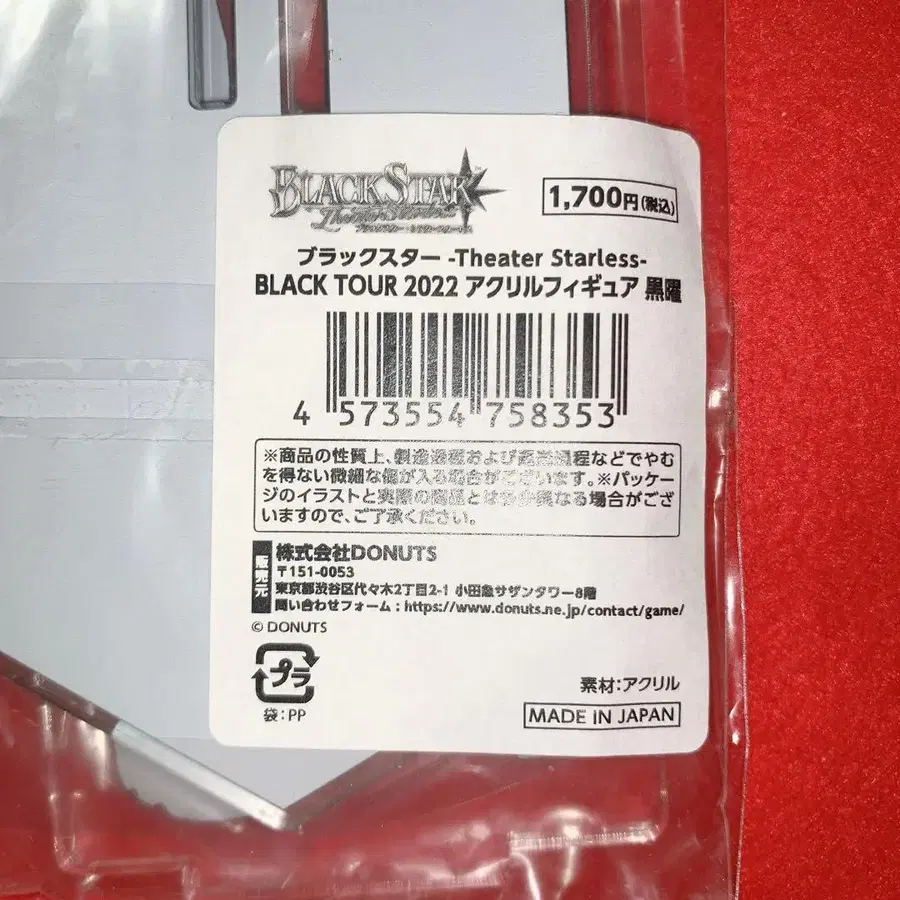 BLACK STAR
Theater Starless
1,700円(税込)
ブラックスター -Theater Starless-
BLACK TOUR 2022 アクリルフィギュア 黒曜
4 573554 758353
※商品の性質上、製造過程および返送過程などでやむ
を得ない微細な傷が入る場合がございます。※パッケー
ジのイラストと実際の商品とは多少異なる場合がござ
いますので、ご了承ください。
販売元
株式会社DONUTS
〒151-0053
東京都渋谷区代々木2丁目2-1 小田急サザンタワー8階
問い合わせフォーム:https://www.donuts.ne.jp/contact/game/
© DONUTS
プラ
袋:PP
素材:アクリル
MADE IN JAPAN